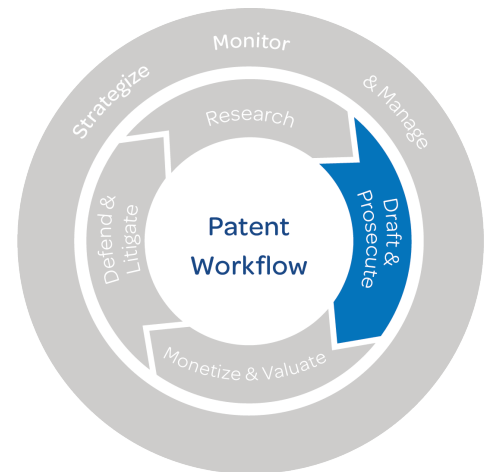 Strategize
Monitor
& Manage
Research
Draft &
Prosecute
Monetize & Valuate
Defend &
Litigate
Patent
Workflow